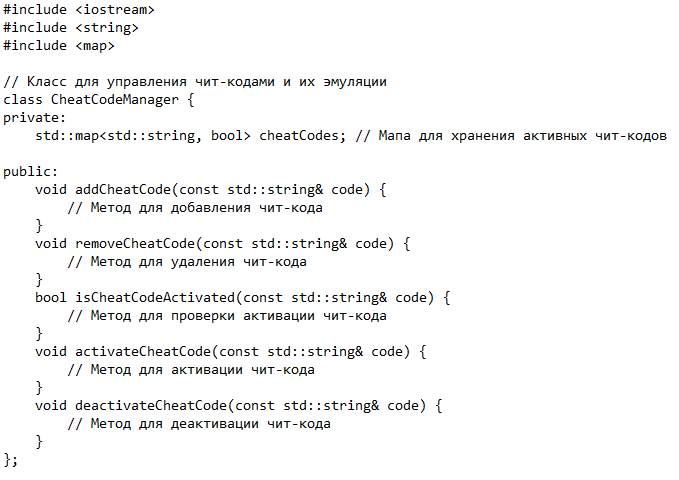 #include <iostream>
#include <string>
#include <map>

// Класс для управления чит-кодами и их эмуляции
class CheatCodeManager {
private:
    std::map<std::string, bool> cheatCodes; // Мапа для хранения активных чит-кодов

public:
    void addCheatCode(const std::string& code) {
        // Метод для добавления чит-кода
    }
    void removeCheatCode(const std::string& code) {
        // Метод для удаления чит-кода
    }
    bool isCheatCodeActivated(const std::string& code) {
        // Метод для проверки активации чит-кода
    }
    void activateCheatCode(const std::string& code) {
        // Метод для активации чит-кода
    }
    void deactivateCheatCode(const std::string& code) {
        // Метод для деактивации чит-кода
    }
};